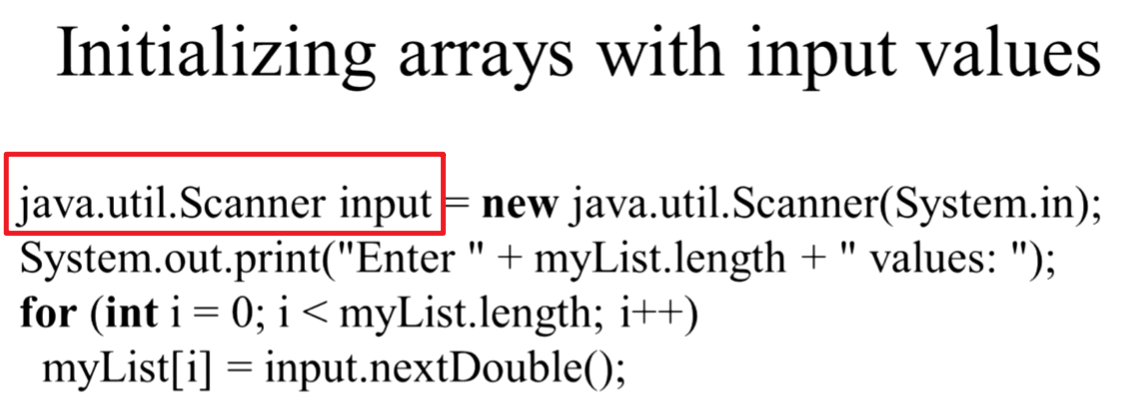 Initializing arrays with input values
java.util.Scanner input = new java.util.Scanner(System.in);
System.out.print("Enter " + myList.length + " values: ");
for (int i = 0; i < myList.length; i++)
myList[i] = input.nextDouble();